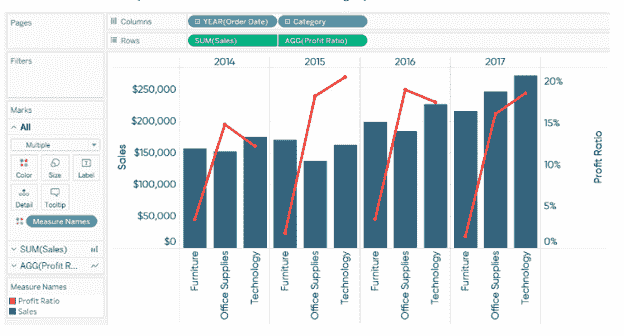 Pages
Columns
YEAR(Order Date)
Category
Rows
SUM(Sales)
AGG(Profit Ratio)
Filters
Marks
All
Multiple
Color
Size
Label
Detail
Tooltip
Measure Names
SUM(Sales)
AGG(Profit R...
Measure Names
Profit Ratio
Sales
2014
2015
2016
2017
Sales
$250,000
$200,000
$150,000
$100,000
$50,000
$0
20%
15%
10%
5%
0%
Profit Ratio
Furniture
Office Supplies
Technology
Furniture
Office Supplies
Technology
Furniture
Office Supplies
Technology
Furniture
Office Supplies
Technology